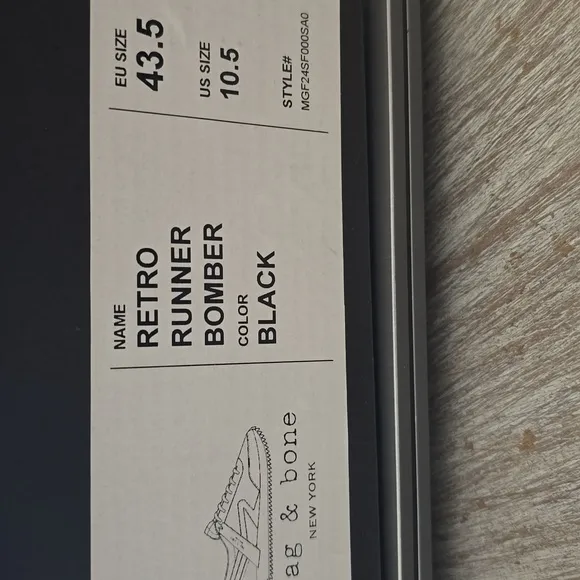 ag & bone
NEW YORK
NAME
RETRO
RUNNER
BOMBER
COLOR
BLACK
EU SIZE
43.5
US SIZE
10.5
STYLE#
MGF24SF000SA0